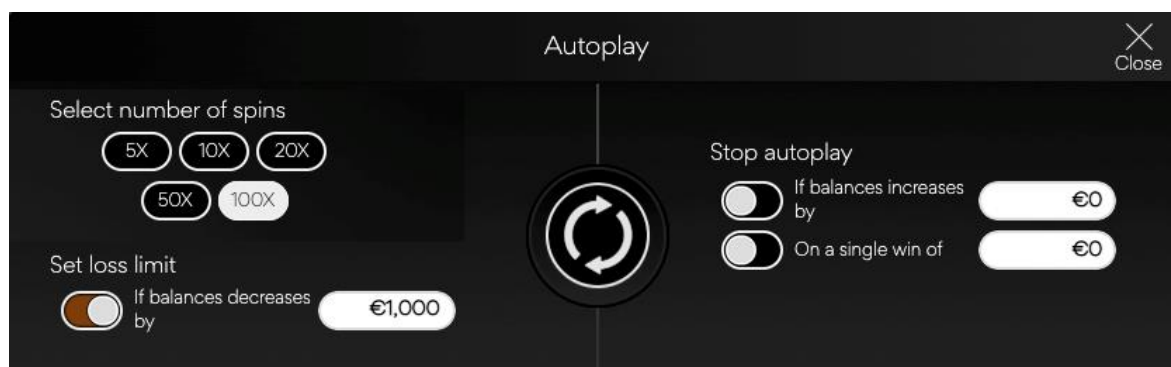 Autoplay
Close
Select number of spins
5X 10X 20X
50X 100X
Set loss limit
If balances decreases
by
€1,000
Stop autoplay
If balances increases
by
€0
On a single win of €0